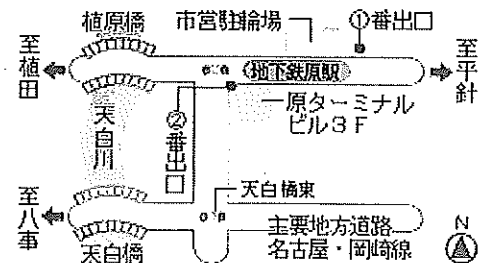 植原橋
市営駐輪場
①番出口
至植田
地下鉄原駅
至平針
原ターミナル
ビル3F
天白川
②番出口
天白橋東
至八事
天白橋
主要地方道路
名古屋・岡崎線
N